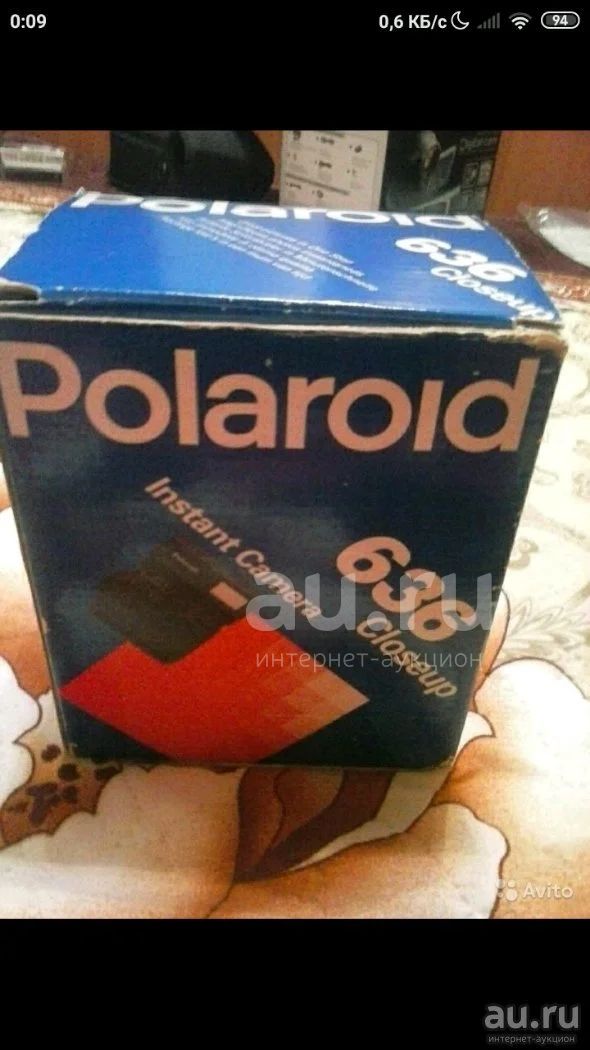 0:09 0,6 КБ/с 94
Polaroid
636
Closeup
Polaroid
Instant Camera
636
Closeup
au.ru
интернет-аукцион
Avito
au.ru
интернет-аукцион